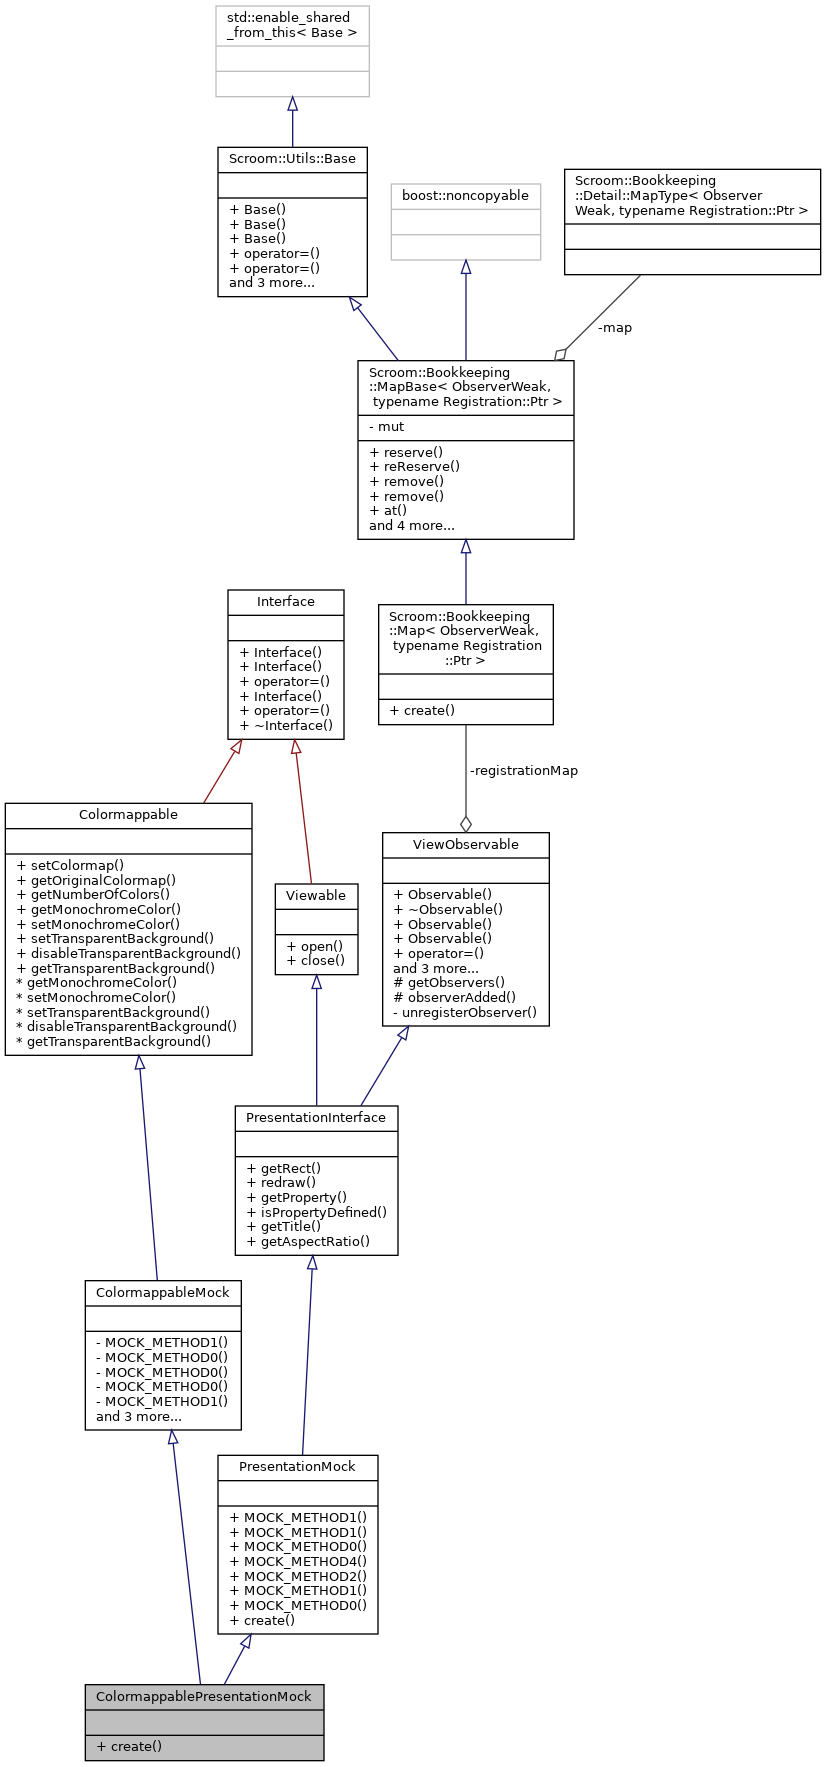 std::enable_shared
_from_this< Base >
Scroom::Utils::Base
+ Base()
+ Base()
+ Base()
+ operator=()
+ operator=()
and 3 more...
boost::noncopyable
Scroom::Bookkeeping
::Detail::MapType< Observer
Weak, typename Registration::Ptr >
-map
Scroom::Bookkeeping
::MapBase< ObserverWeak,
typename Registration::Ptr >
- mut
+ reserve()
+ reReserve()
+ remove()
+ remove()
+ at()
and 4 more...
Interface
+ Interface()
+ Interface()
+ operator=()
+ Interface()
+ operator=()
+ ~Interface()
Scroom::Bookkeeping
::Map< ObserverWeak,
typename Registration
::Ptr >
+ create()
-registrationMap
Colormappable
+ setColormap()
+ getOriginalColormap()
+ getNumberOfColors()
+ getMonochromeColor()
+ setMonochromeColor()
+ setTransparentBackground()
+ disableTransparentBackground()
+ getTransparentBackground()
* getMonochromeColor()
* setMonochromeColor()
* setTransparentBackground()
* disableTransparentBackground()
* getTransparentBackground()
Viewable
+ open()
+ close()
ViewObservable
+ Observable()
+ ~Observable()
+ Observable()
+ Observable()
+ operator=()
and 3 more...
# getObservers()
# observerAdded()
- unregisterObserver()
PresentationInterface
+ getRect()
+ redraw()
+ getProperty()
+ isPropertyDefined()
+ getTitle()
+ getAspectRatio()
ColormappableMock
- MOCK_METHOD1()
- MOCK_METHOD0()
- MOCK_METHOD0()
- MOCK_METHOD0()
- MOCK_METHOD1()
and 3 more...
PresentationMock
+ MOCK_METHOD1()
+ MOCK_METHOD1()
+ MOCK_METHOD0()
+ MOCK_METHOD4()
+ MOCK_METHOD2()
+ MOCK_METHOD1()
+ MOCK_METHOD0()
+ create()
ColormappablePresentationMock
+ create()